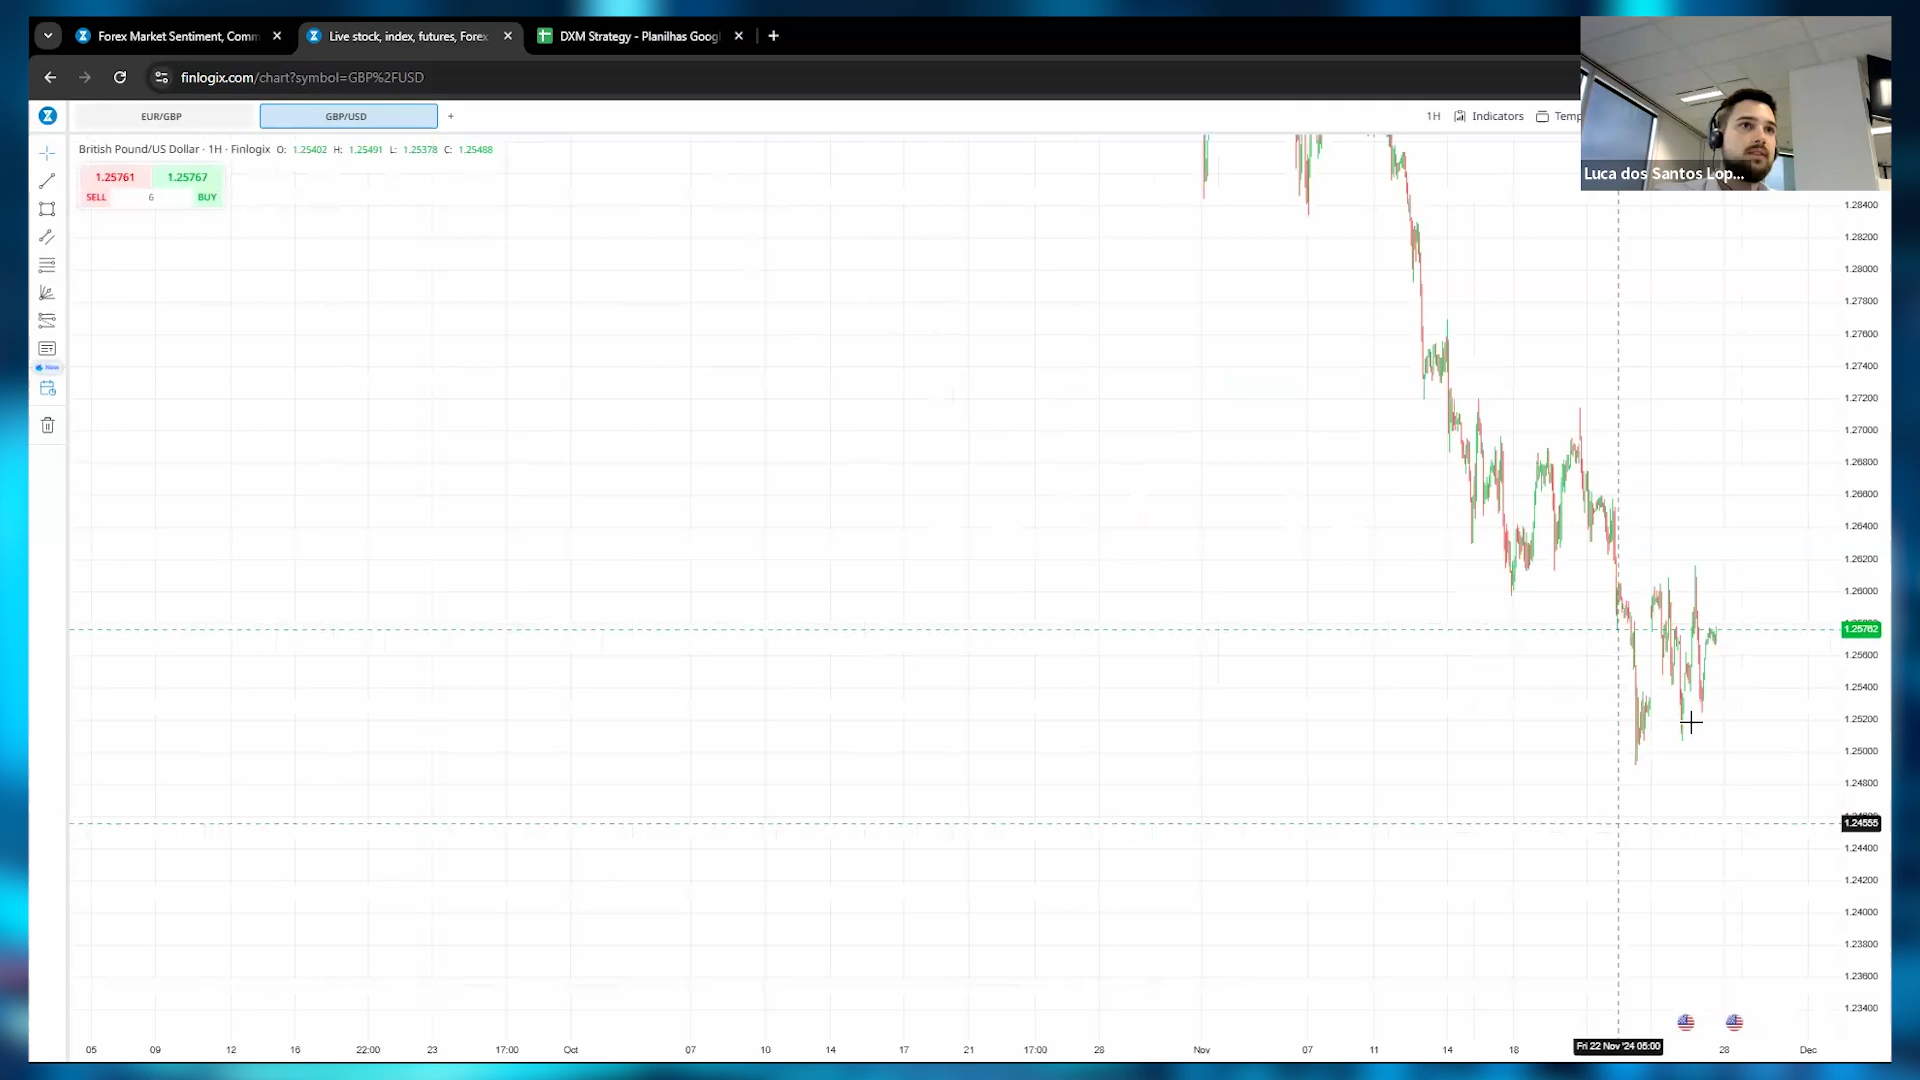 Forex Market Sentiment, Comm
Live stock, index, futures, Forex
DXM Strategy - Planilhas Goog
finlogix.com/chart?symbol=GBP%2FUSD
EUR/GBP
GBP/USD
1H
Indicators
Temp
British Pound/US Dollar · 1H · Finlogix O: 1.25402 H: 1.25491 L: 1.25378 C: 1.25488
1.25761
1.25767
SELL
6
BUY
New
Luca dos Santos Lop...
1.28400
1.28200
1.28000
1.27800
1.27600
1.27400
1.27200
1.27000
1.26800
1.26600
1.26400
1.26200
1.26000
1.25762
1.25600
1.25400
1.25200
1.25000
1.24800
1.24555
1.24400
1.24200
1.24000
1.23800
1.23600
1.23400
05 09 12 16 22:00 23 17:00 Oct 07 10 14 17 21 17:00 28 Nov 07 11 14 18 Fri 22 Nov '24 05:00 28 Dec